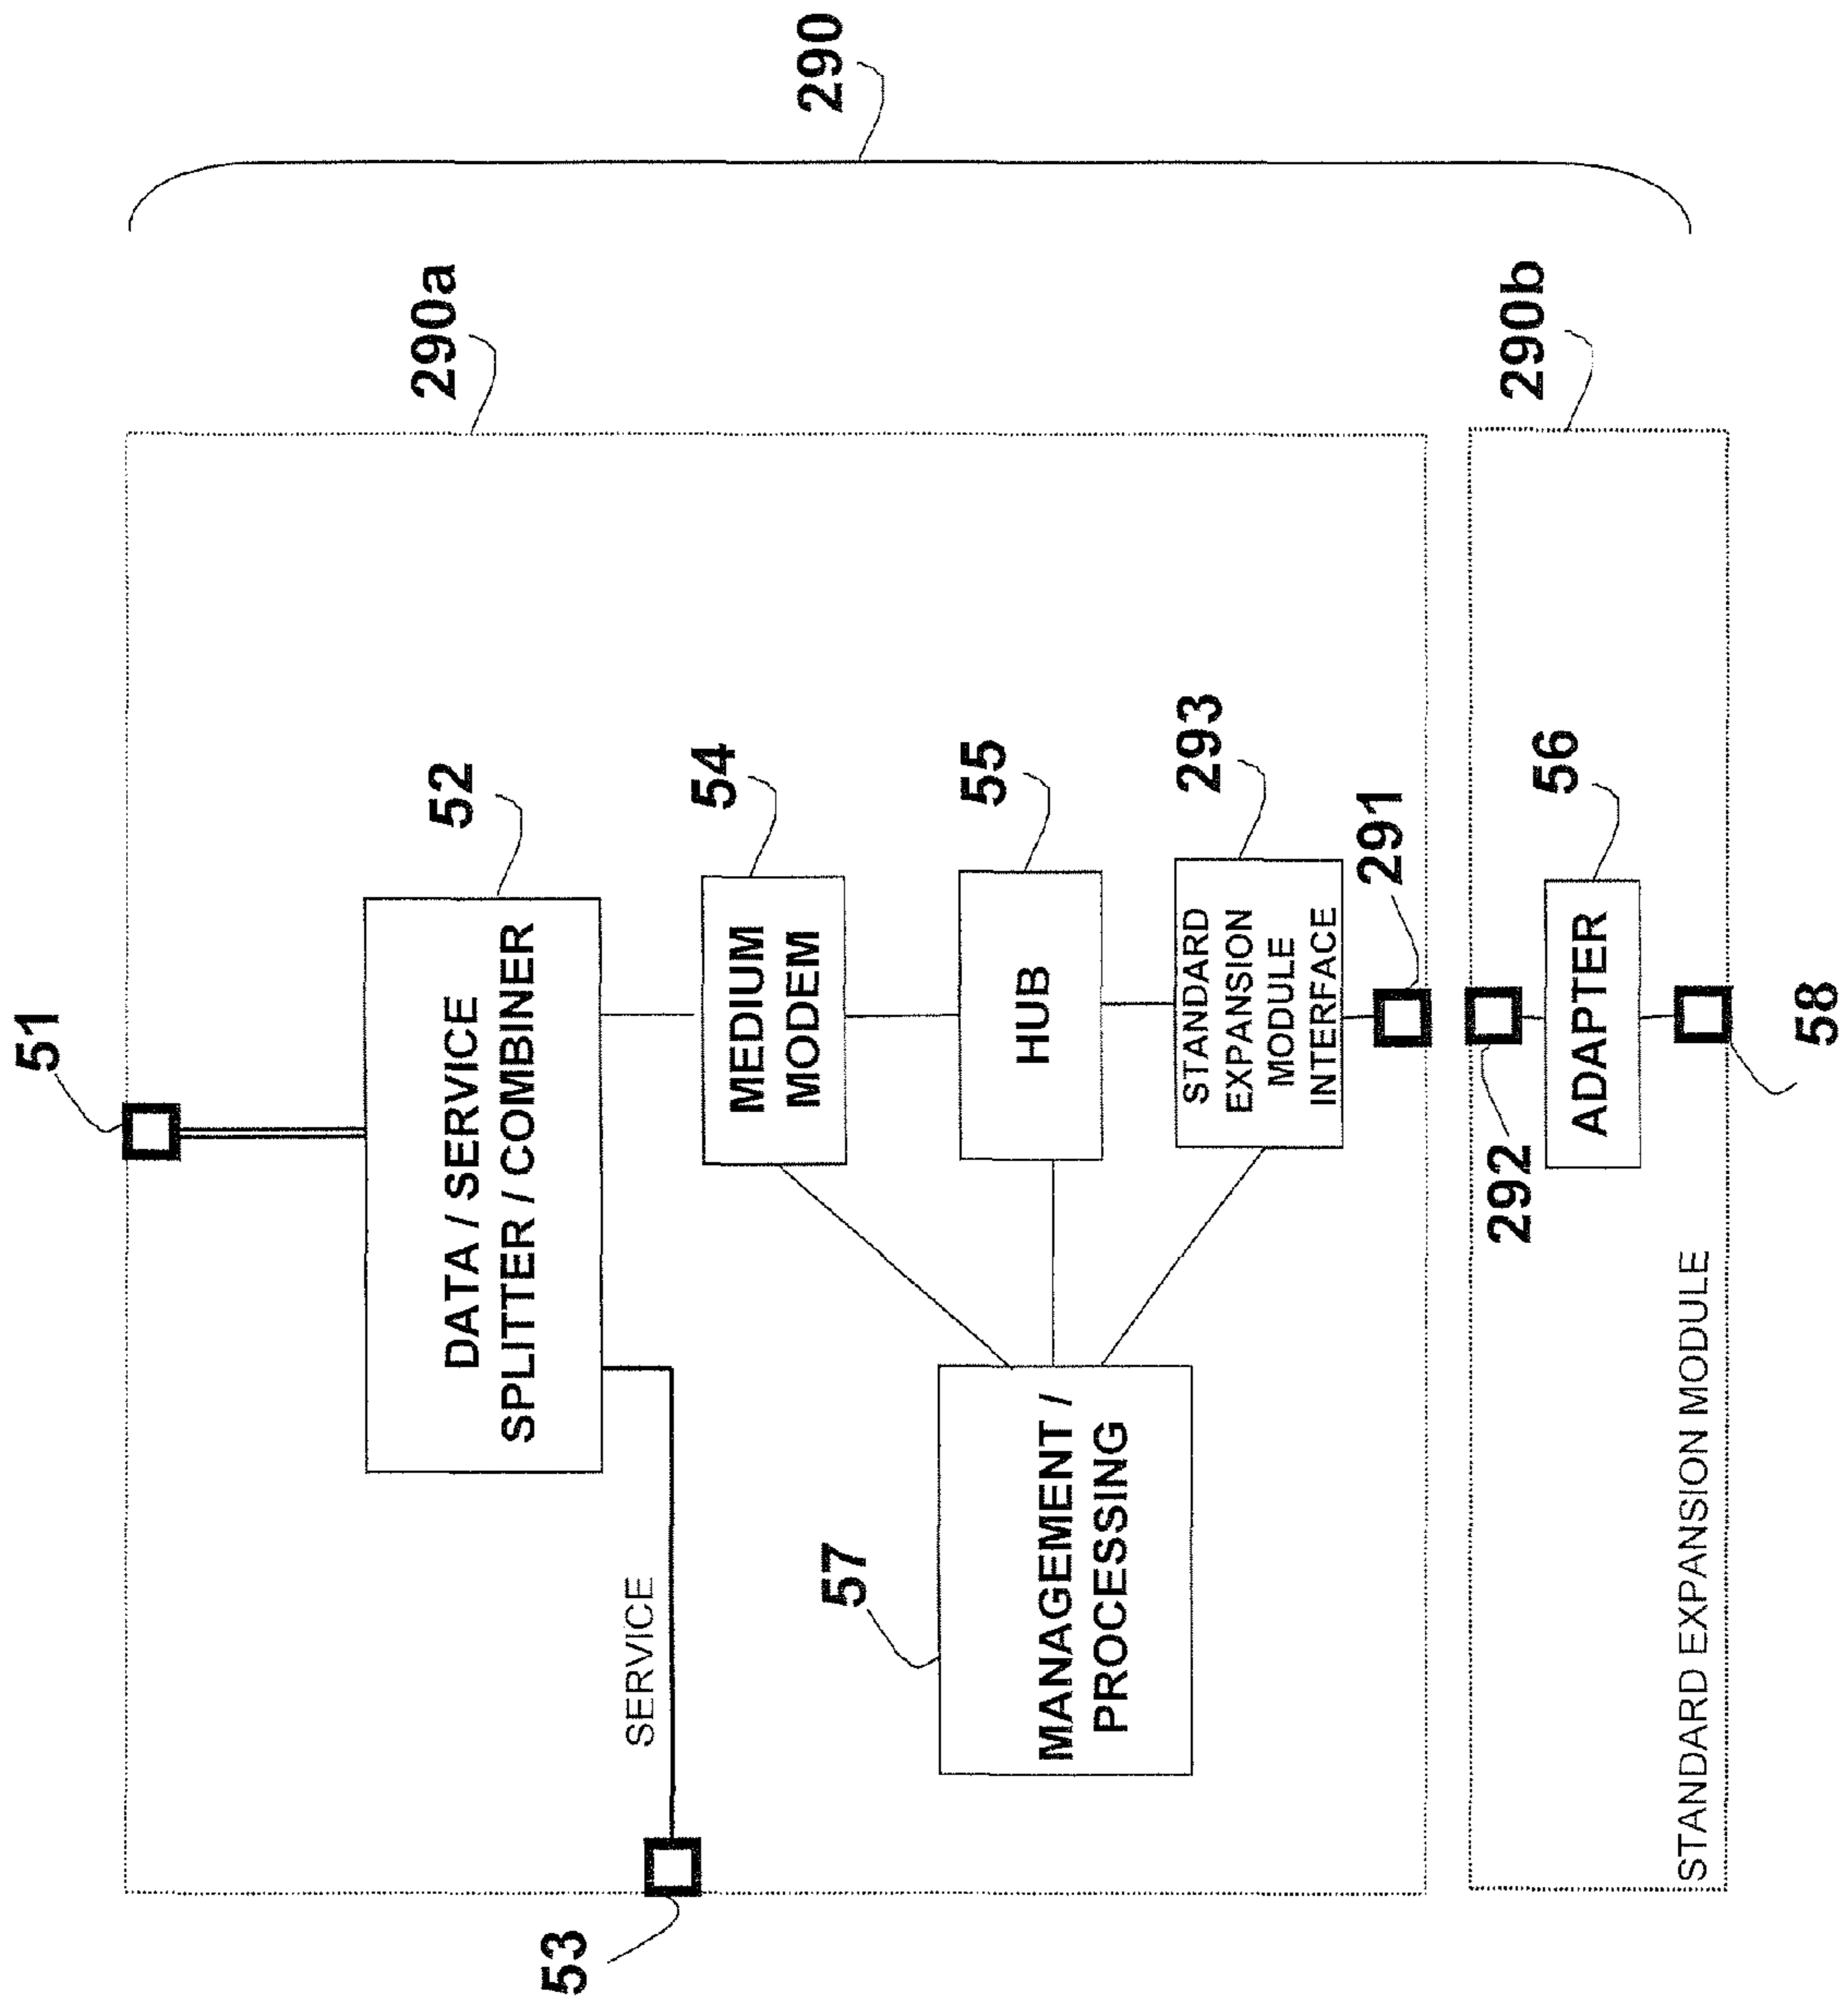 290
290a
290b
51
52
DATA / SERVICE
SPLITTER / COMBINER
54
MEDIUM
MODEM
55
HUB
293
STANDARD
EXPANSION
MODULE
INTERFACE
291
292
56
ADAPTER
58
57
MANAGEMENT /
PROCESSING
SERVICE
53
STANDARD EXPANSION MODULE